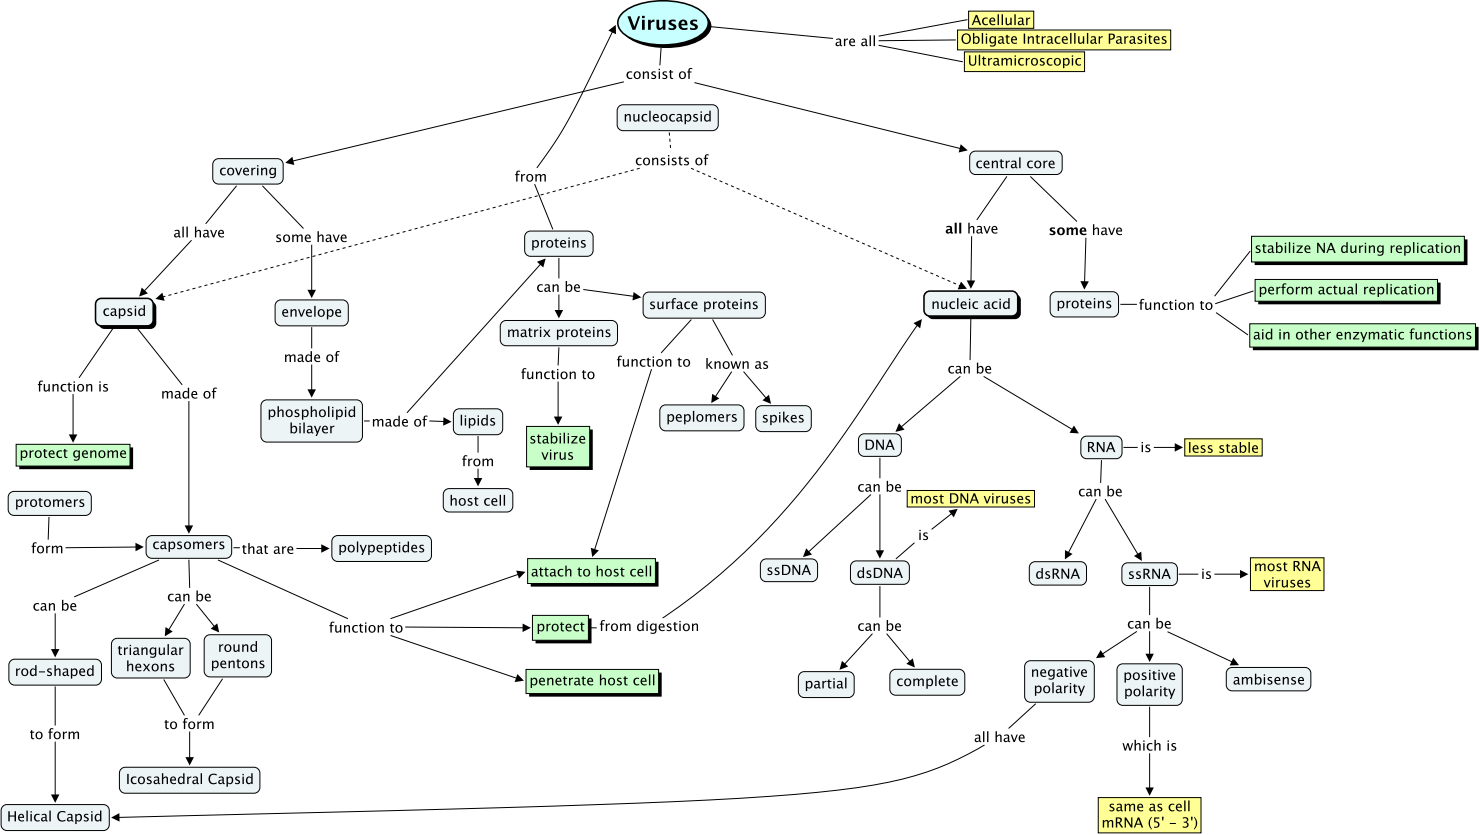 Viruses
are all
Acellular
Obligate Intracellular Parasites
Ultramicroscopic
consist of
nucleocapsid
consists of
covering
central core
from
all have
some have
proteins
all have
some have
can be
capsid
envelope
matrix proteins
surface proteins
nucleic acid
proteins
function to
stabilize NA during replication
perform actual replication
aid in other enzymatic functions
function is
made of
made of
function to
function to
known as
can be
protect genome
phospholipid
bilayer
made of
lipids
from
host cell
stabilize
virus
peplomers
spikes
DNA
RNA
is
less stable
protomers
form
capsomers
that are
polypeptides
can be
most DNA viruses
is
can be
ssDNA
dsDNA
dsRNA
ssRNA
is
most RNA
viruses
can be
can be
function to
attach to host cell
protect
from digestion
penetrate host cell
can be
can be
rod-shaped
triangular
hexons
round
pentons
partial
complete
negative
polarity
positive
polarity
ambisense
to form
to form
all have
which is
Icosahedral Capsid
Helical Capsid
same as cell
mRNA (5' - 3')